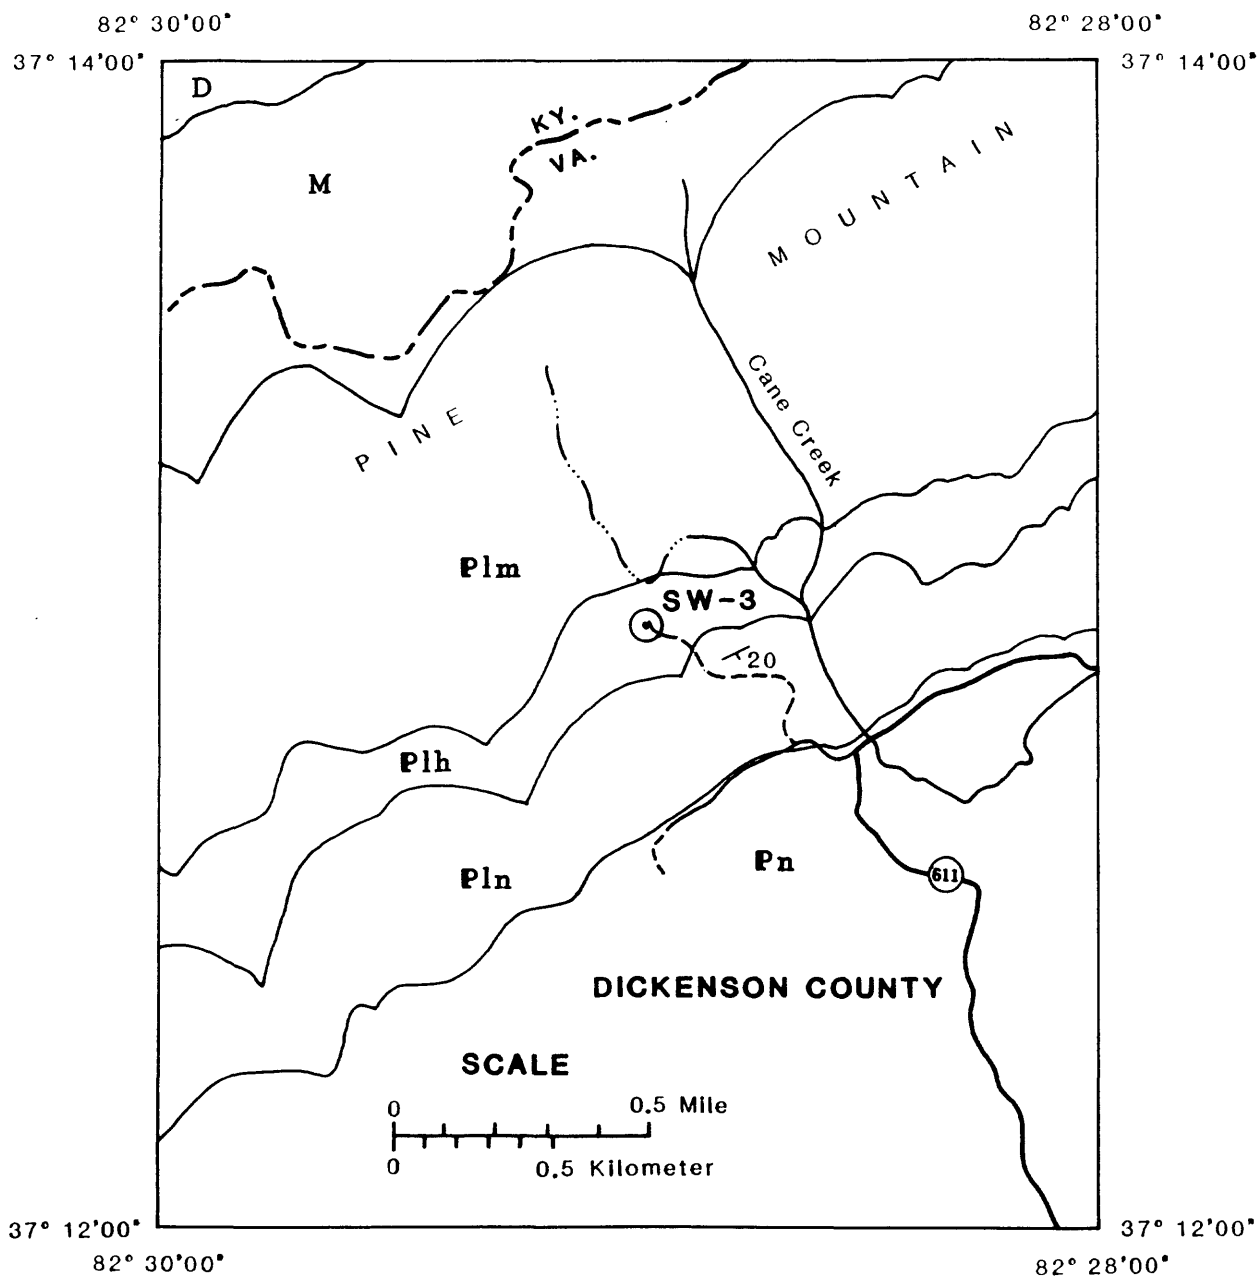 82° 30'00"
82° 28'00"
37° 14'00"
37° 14'00"
D
KY.
VA.
M
MOUNTAIN
Cane Creek
PINE
Plm
SW-3
20
Plh
Pln
Pn
611
DICKENSON COUNTY
SCALE
0
0.5 Mile
0
0.5 Kilometer
37° 12'00"
37° 12'00"
82° 30'00"
82° 28'00"